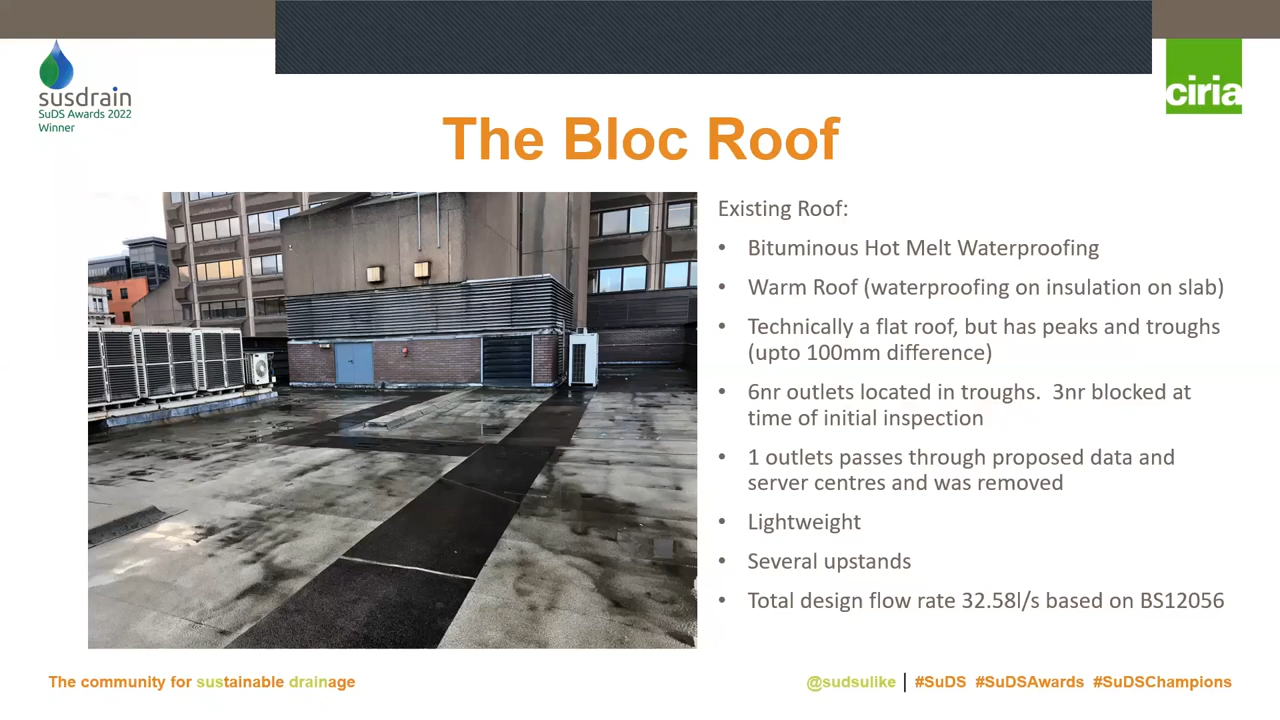 susdrain
SuDS Awards 2022
Winner
ciria
The Bloc Roof
Existing Roof:
• Bituminous Hot Melt Waterproofing
• Warm Roof (waterproofing on insulation on slab)
• Technically a flat roof, but has peaks and troughs
(upto 100mm difference)
• 6nr outlets located in troughs.  3nr blocked at
time of initial inspection
• 1 outlets passes through proposed data and
server centres and was removed
• Lightweight
• Several upstands
• Total design flow rate 32.58l/s based on BS12056
The community for sustainable drainage
@sudsulike | #SuDS #SuDSAwards #SuDSChampions